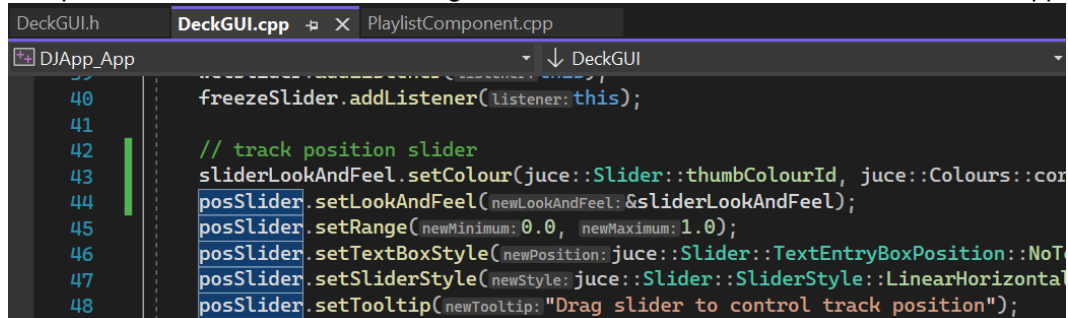 DeckGUI.h DeckGUI.cpp PlaylistComponent.cpp
DJApp_App DeckGUI
40 freezeSlider.addListener(listener:this);
41
42 // track position slider
43 sliderLookAndFeel.setColour(juce::Slider::thumbColourId, juce::Colours::cor
44 posSlider.setLookAndFeel(newLookAndFeel:&sliderLookAndFeel);
45 posSlider.setRange(newMinimum:0.0, newMaximum:1.0);
46 posSlider.setTextBoxStyle(newPosition:juce::Slider::TextEntryBoxPosition::NoTe
47 posSlider.setSliderStyle(newStyle:juce::Slider::SliderStyle::LinearHorizontal
48 posSlider.setTooltip(newTooltip:"Drag slider to control track position");